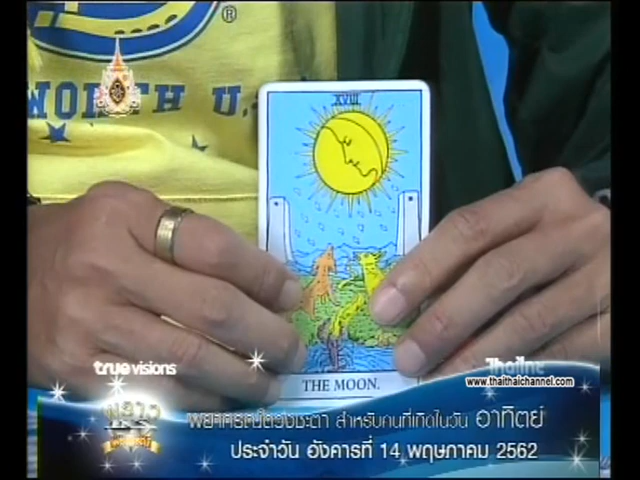 ®
WORTH U.
XVIII
THE MOON.
truevisions
www.thaithaichannel.com
พยากรณ์ดวงชะตา สำหรับคนที่เกิดในวัน อาทิตย์
ประจำวัน อังคารที่ 14 พฤษภาคม 2562